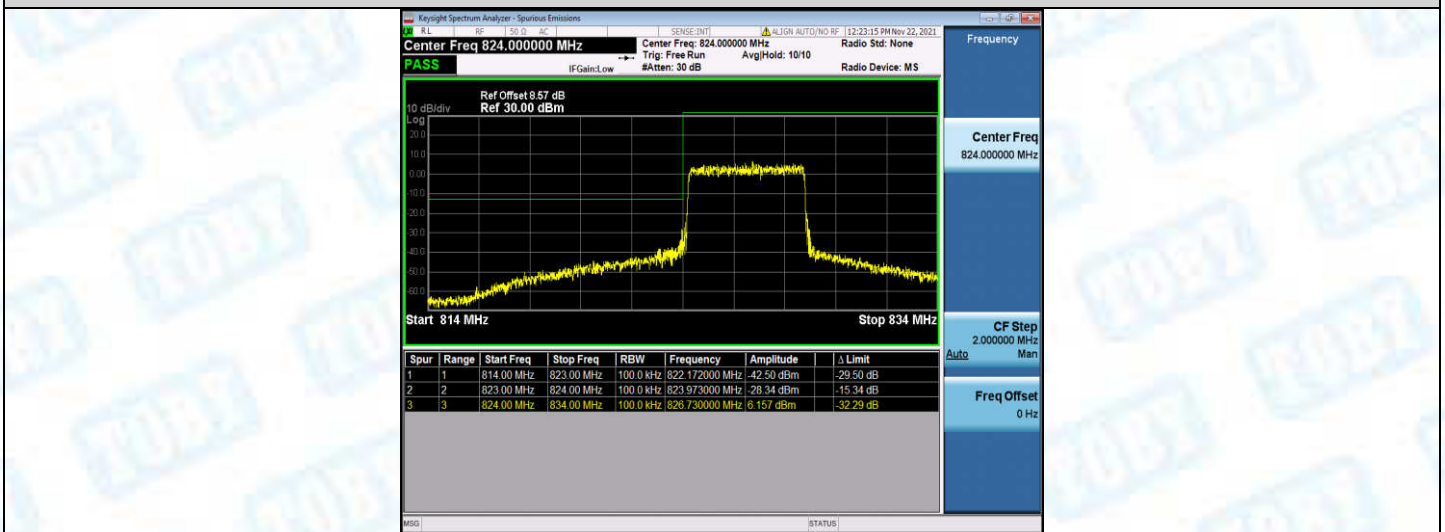 Keysight Spectrum Analyzer - Spurious Emissions
RL RF 50 Ω AC SENSE:INT ALIGN AUTO/NO RF 12:23:15 PM Nov 22, 2021
Center Freq 824.000000 MHz
Center Freq: 824.000000 MHz
Radio Std: None
Trig: Free Run
Avg|Hold: 10/10
PASS
IFGain:Low
#Atten: 30 dB
Radio Device: MS
Ref Offset 8.57 dB
10 dB/div Ref 30.00 dBm
Log
20.0
10.0
0.00
-10.0
-20.0
-30.0
-40.0
-50.0
-60.0
Start 814 MHz
Stop 834 MHz
Spur Range Start Freq Stop Freq RBW Frequency Amplitude Δ Limit
1 1 814.00 MHz 823.00 MHz 100.0 kHz 822.172000 MHz -42.50 dBm -29.50 dB
2 2 823.00 MHz 824.00 MHz 100.0 kHz 823.973000 MHz -28.34 dBm -15.34 dB
3 3 824.00 MHz 834.00 MHz 100.0 kHz 826.730000 MHz 6.157 dBm -32.29 dB
MSG
STATUS
Frequency
Center Freq
824.000000 MHz
CF Step
2.000000 MHz
Auto Man
Freq Offset
0 Hz